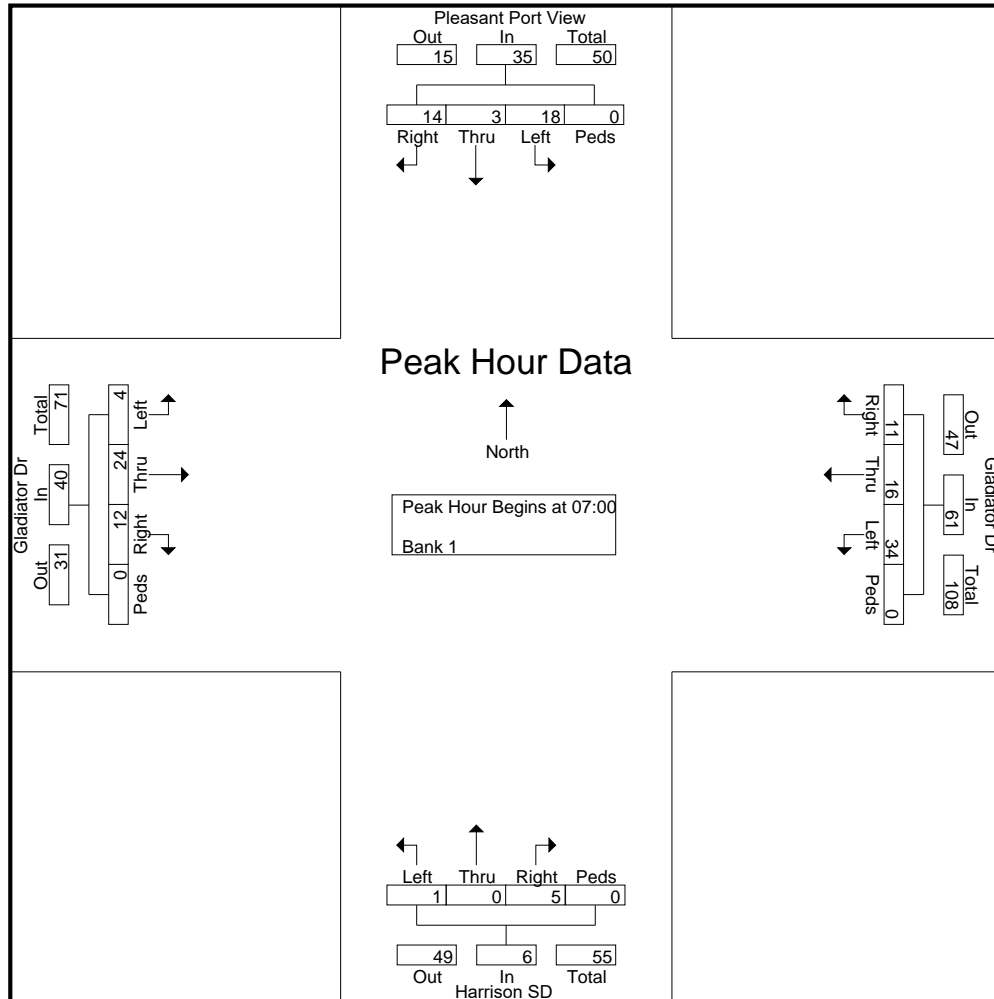 Pleasant Port View
Out In Total
15 35 50
14 3 18 0
Right Thru Left Peds
Peak Hour Data
North
Peak Hour Begins at 07:00
Bank 1
Gladiator Dr
Total In Out
71 40 31
4 24 12 0
Left Thru Right Peds
Right Thru Left Peds
11 16 34 0
Out In Total
47 61 108
Gladiator Dr
Left Thru Right Peds
1 0 5 0
49 6 55
Out In Total
Harrison SD